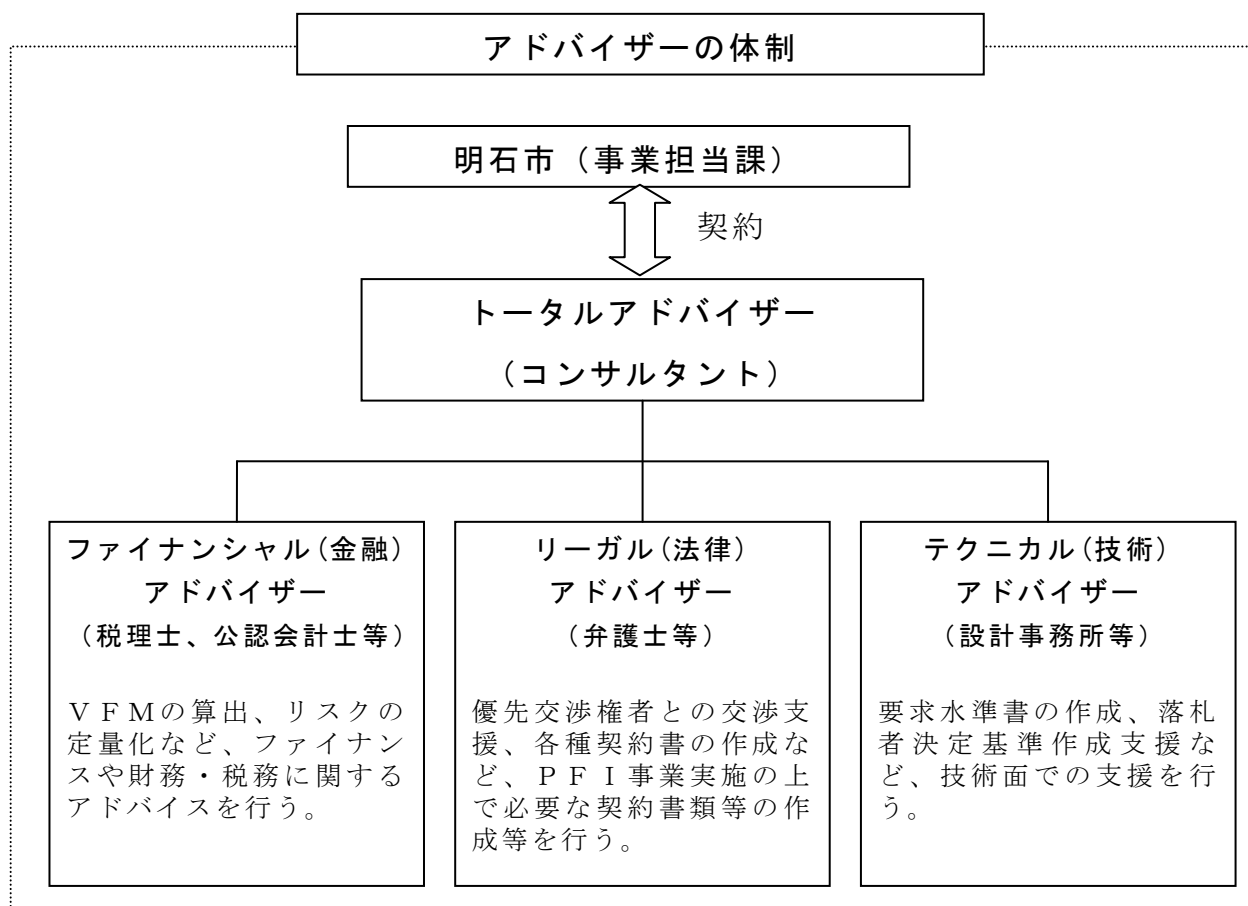 アドバイザーの体制
明石市（事業担当課）
契約
トータルアドバイザー
（コンサルタント）
ファイナンシャル(金融)
アドバイザー
（税理士、公認会計士等）
ＶＦＭの算出、リスクの
定量化など、ファイナン
スや財務・税務に関する
アドバイスを行う。
リーガル(法律)
アドバイザー
（弁護士等）
優先交渉権者との交渉支
援、各種契約書の作成な
ど、ＰＦＩ事業実施の上
で必要な契約書類等の作
成等を行う。
テクニカル(技術)
アドバイザー
（設計事務所等）
要求水準書の作成、落札
者決定基準作成支援な
ど、技術面での支援を行
う。